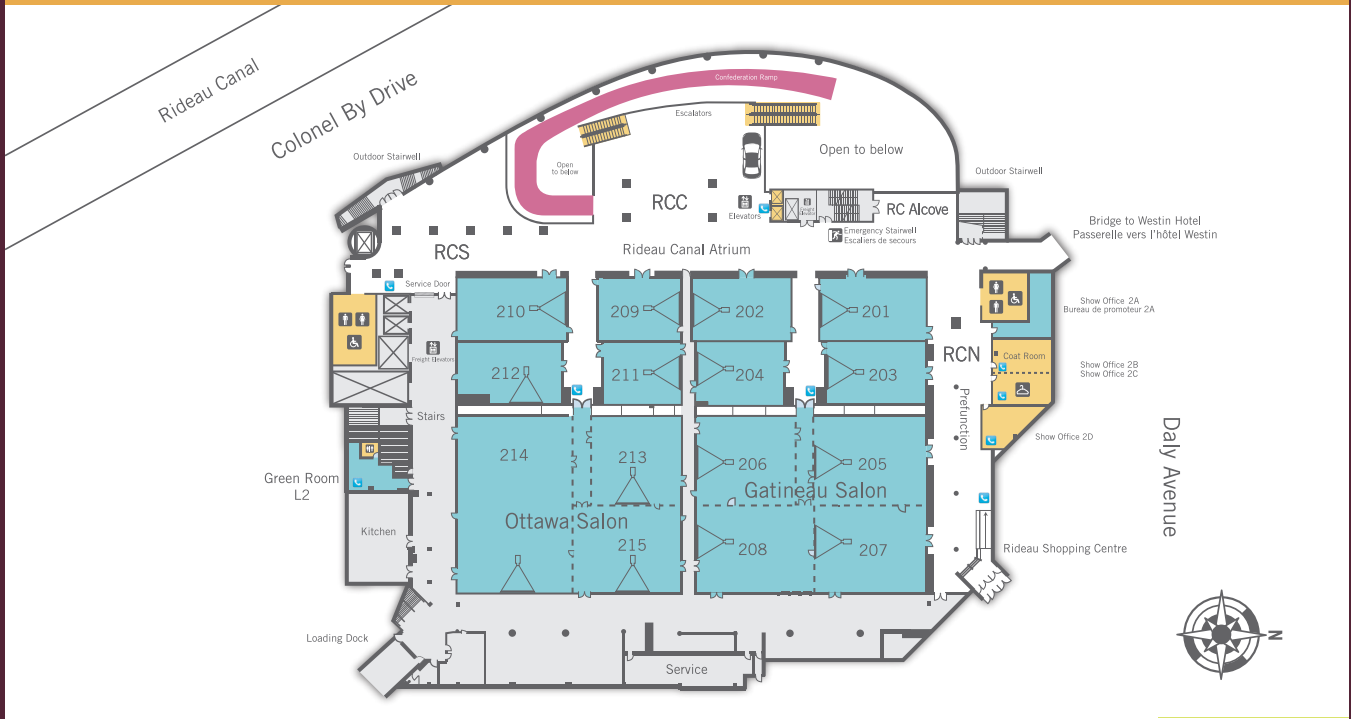 Rideau Canal
Colonel By Drive
Confederation Ramp
Escalators
Outdoor Stairwell
Open
to below
Open to below
Outdoor Stairwell
RCC
Elevators
Freight
Elevator
RC Alcove
Bridge to Westin Hotel
Passerelle vers l'hôtel Westin
Emergency Stairwell
Escaliers de secours
RCS
Rideau Canal Atrium
Service Door
210
209
202
201
Show Office 2A
Bureau de promoteur 2A
Freight Elevators
RCN
Coat Room
Show Office 2B
Show Office 2C
212
211
204
203
Stairs
Prefunction
Show Office 2D
Daly Avenue
214
213
206
205
Green Room
L2
Gatineau Salon
Ottawa Salon
Kitchen
215
208
207
Rideau Shopping Centre
Loading Dock
Service
N